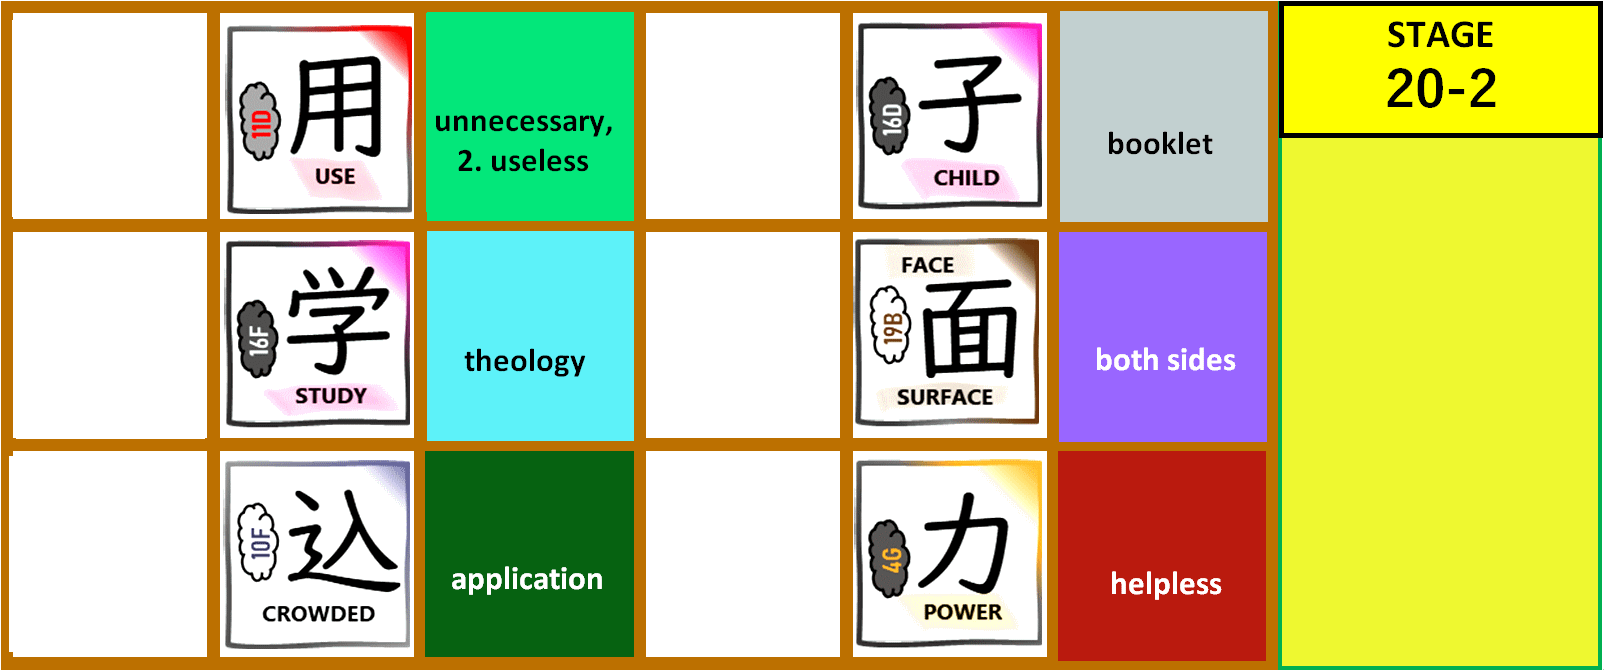 11D
用
USE
unnecessary,
2. useless
16D
子
CHILD
booklet
STAGE
20-2
16F
学
STUDY
theology
FACE
19B
面
SURFACE
both sides
10F
込
CROWDED
application
4G
力
POWER
helpless